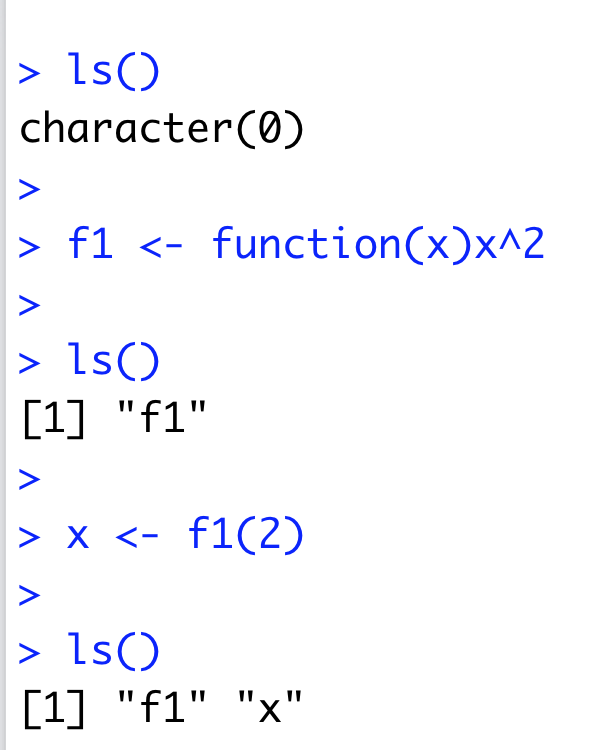 > ls()
character(0)
>
> f1 <- function(x)x^2
>
> ls()
[1] "f1"
>
> x <- f1(2)
>
> ls()
[1] "f1" "x"